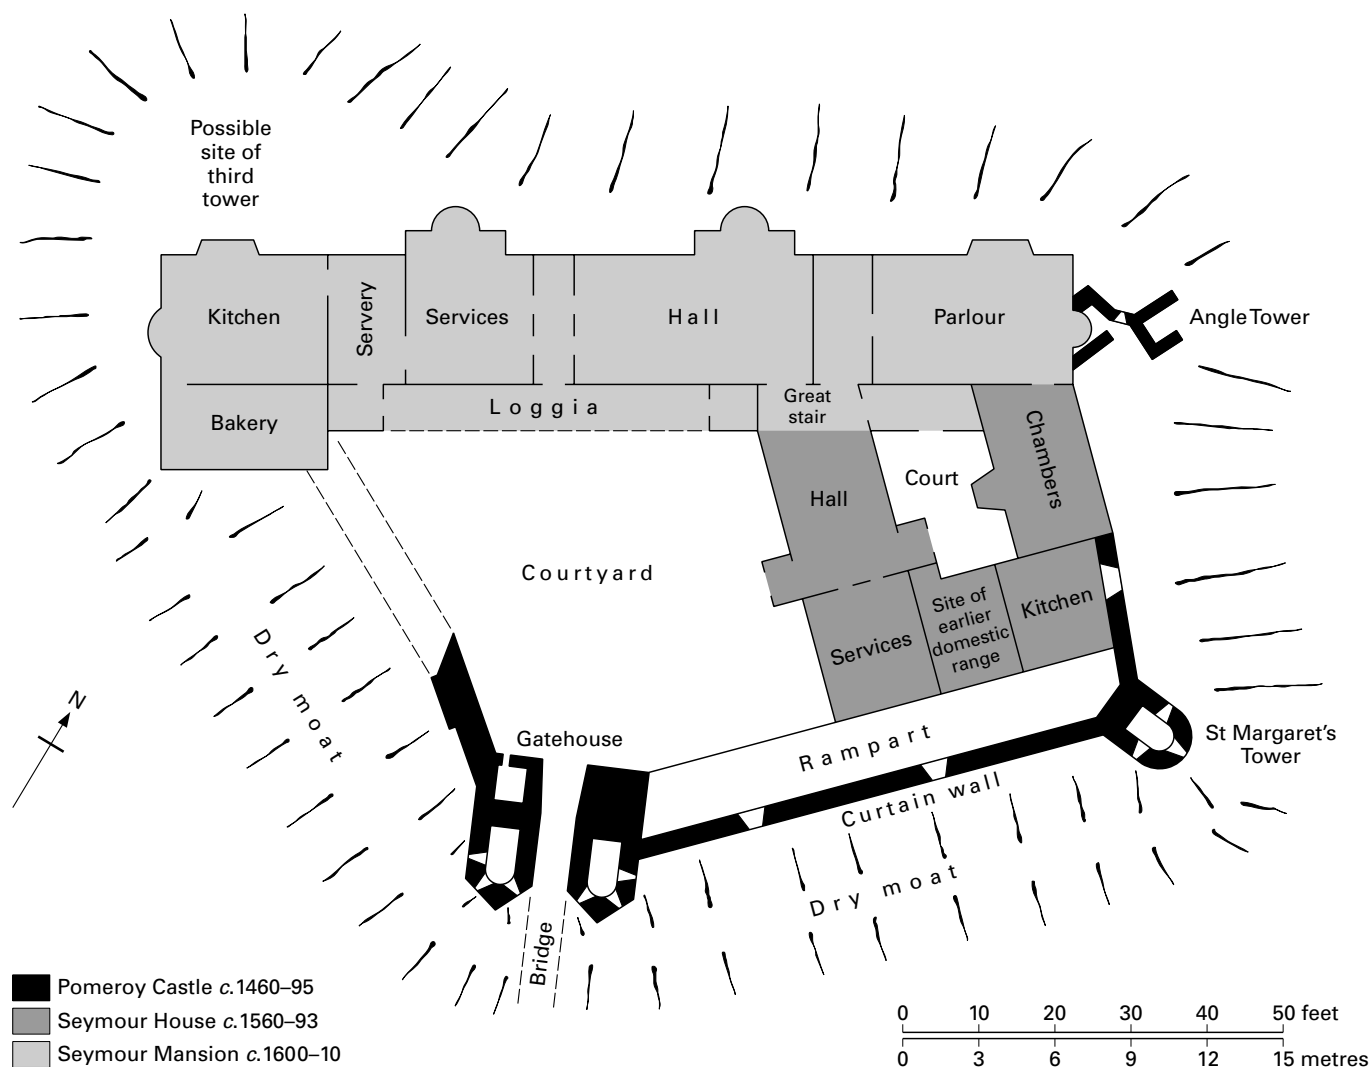 Possible
site of
third
tower
Kitchen
Servery
Services
Hall
Parlour
Angle Tower
Bakery
Loggia
Great
stair
Chambers
Court
Hall
Courtyard
Site of
earlier
domestic
range
Kitchen
Services
Dry moat
N
Gatehouse
Rampart
St Margaret's
Tower
Curtain wall
Dry moat
Bridge
Pomeroy Castle c.1460–95
Seymour House c.1560–93
Seymour Mansion c.1600–10
0 10 20 30 40 50 feet
0 3 6 9 12 15 metres